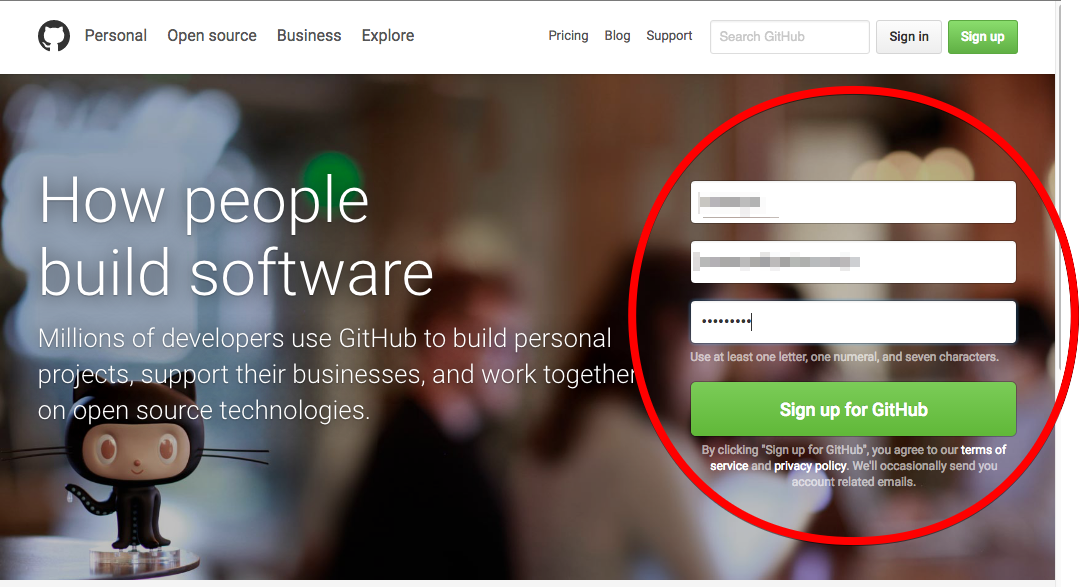 Personal Open source Business Explore Pricing Blog Support Search GitHub Sign in Sign up
How people
build software
Millions of developers use GitHub to build personal
projects, support their businesses, and work together
on open source technologies.
•••••••••
Use at least one letter, one numeral, and seven characters.
Sign up for GitHub
By clicking "Sign up for GitHub", you agree to our terms of
service and privacy policy. We'll occasionally send you
account related emails.